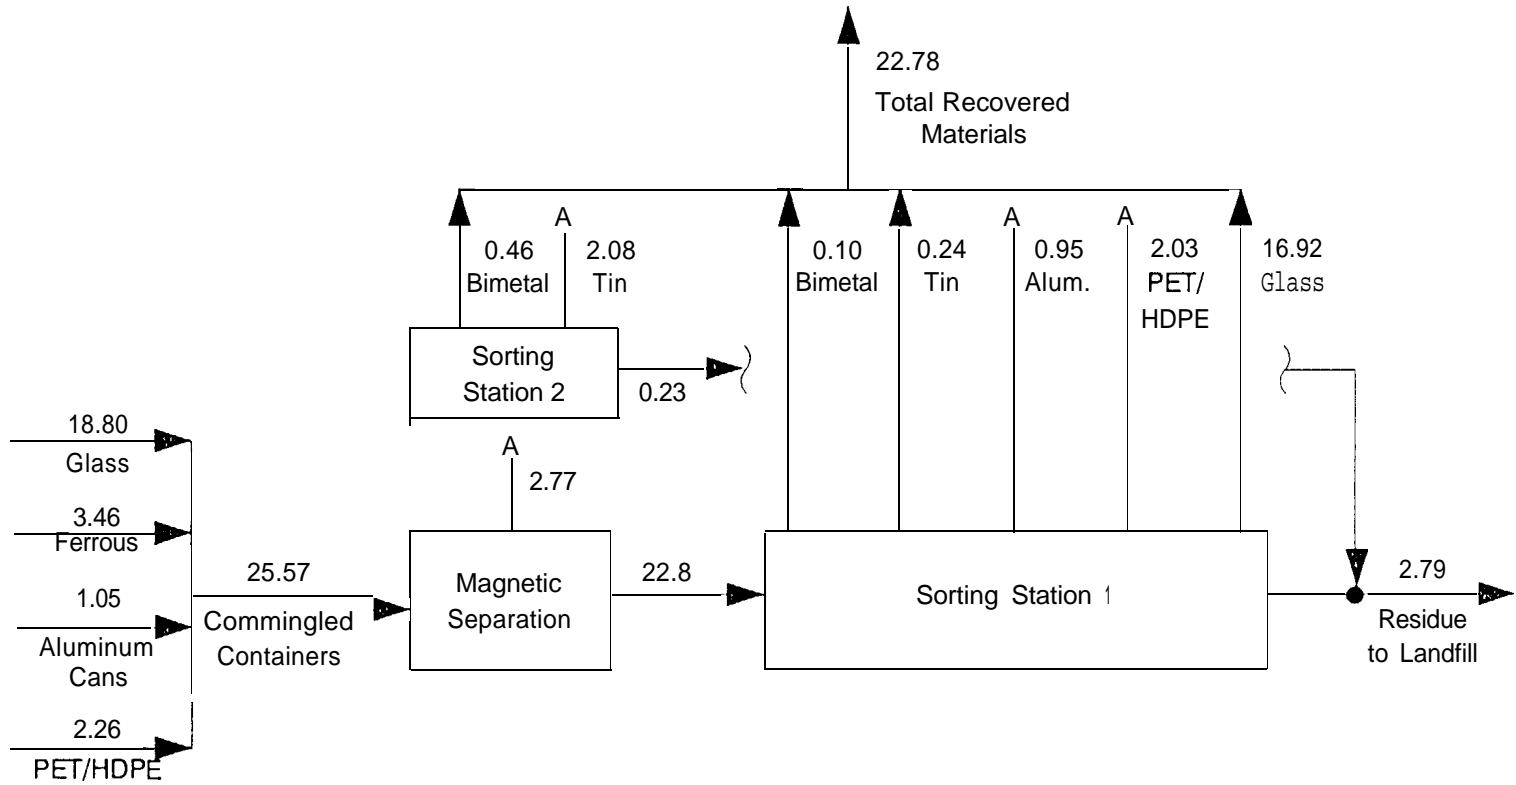 22.78
Total Recovered
Materials
A
A
A
0.46
Bimetal
2.08
Tin
0.10
Bimetal
0.24
Tin
0.95
Alum.
2.03
PET/
HDPE
16.92
Glass
Sorting
Station 2
0.23
18.80
Glass
A
2.77
3.46
Ferrous
25.57
Commingled
Containers
Magnetic
Separation
22.8
Sorting Station 1
2.79
Residue
to Landfill
1.05
Aluminum
Cans
2.26
PET/HDPE